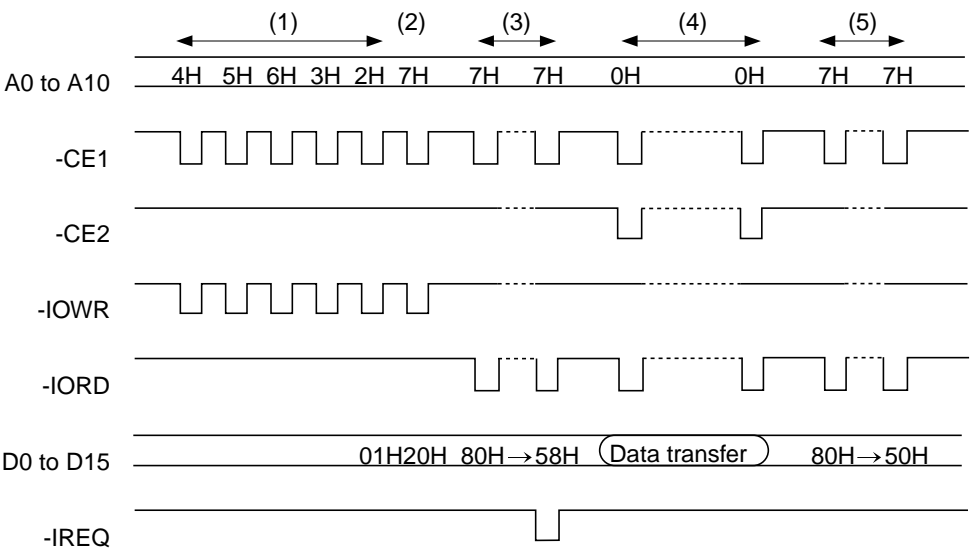 (1) (2) (3) (4) (5)
A0 to A10 4H 5H 6H 3H 2H 7H 7H 7H 0H 0H 7H 7H
-CE1
-CE2
-IOWR
-IORD
D0 to D15 01H20H 80H→58H Data transfer 80H→50H
-IREQ